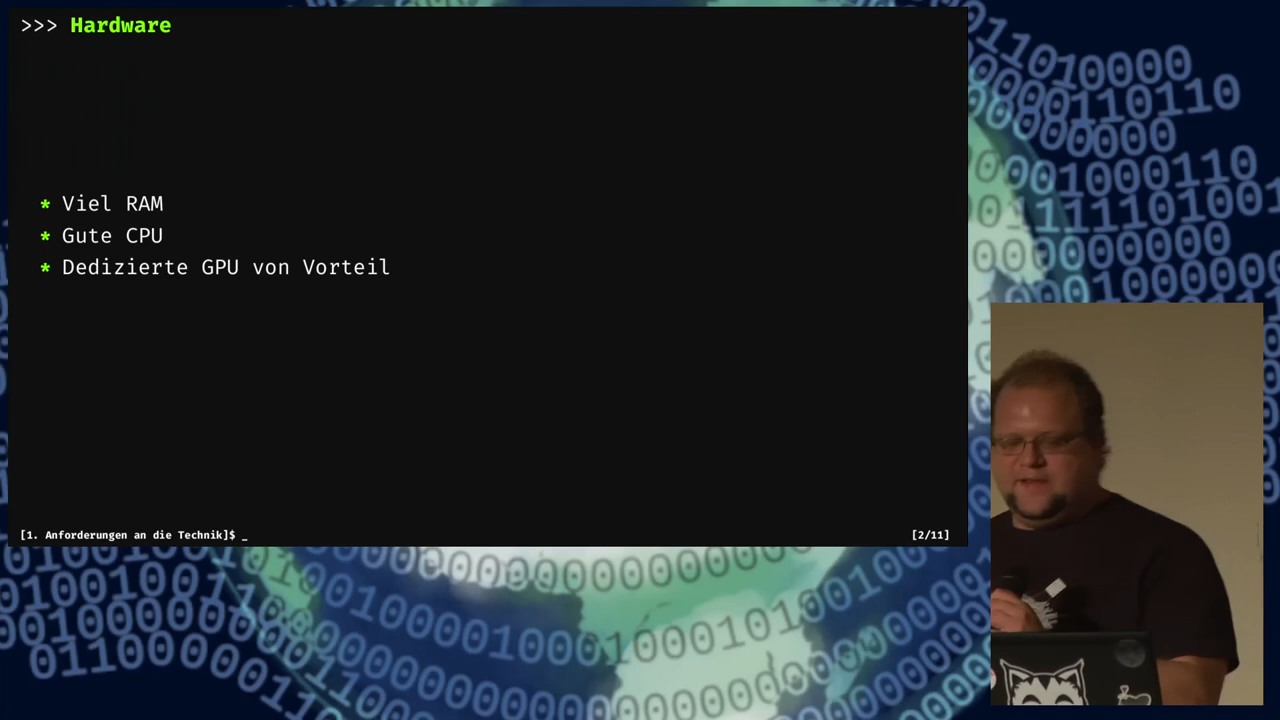 >>> Hardware
* Viel RAM
* Gute CPU
* Dedizierte GPU von Vorteil
[1. Anforderungen an die Technik]$ _
[2/11]